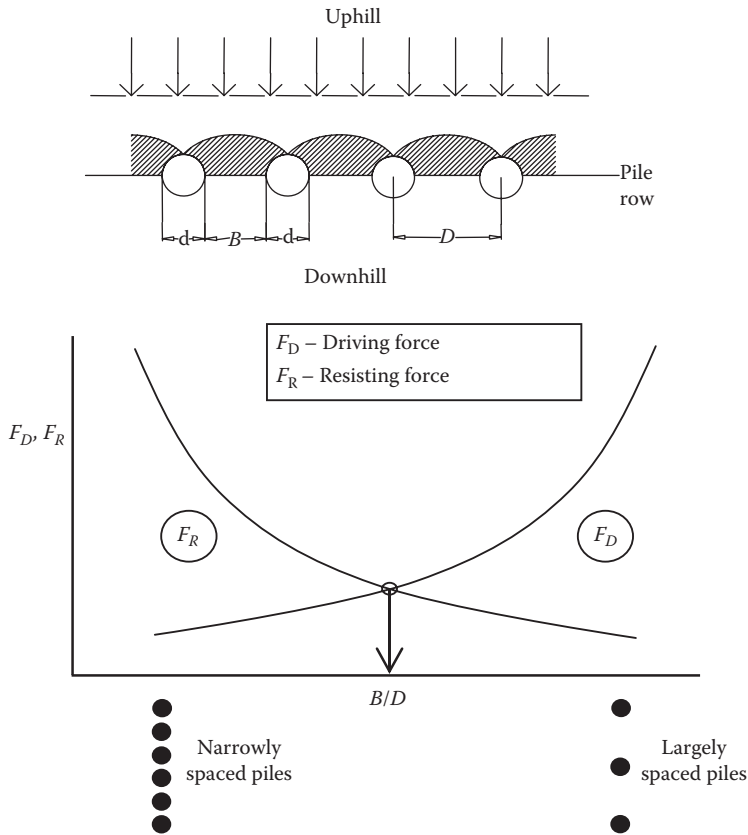 Uphill
Pile
row
d B d D
Downhill
F_D – Driving force
F_R – Resisting force
F_D, F_R
F_R
F_D
B/D
Narrowly
spaced piles
Largely
spaced piles